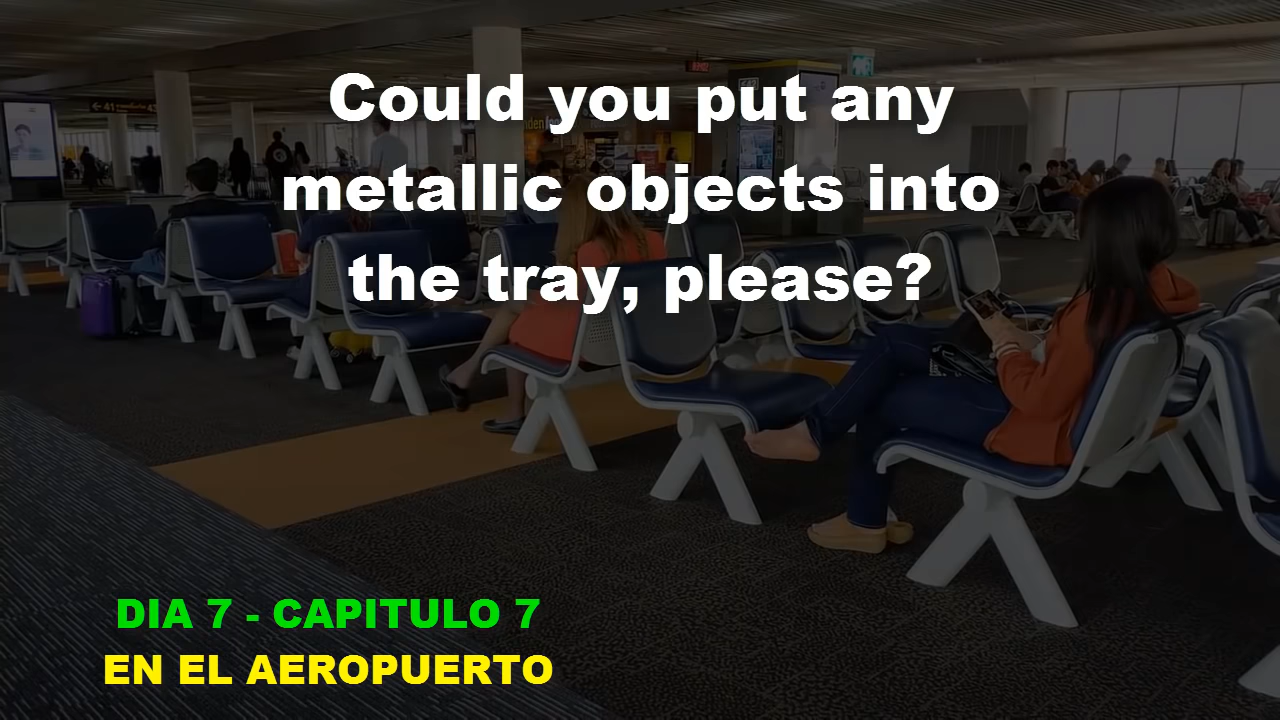 Could you put any
metallic objects into
the tray, please?
DIA 7 - CAPITULO 7
EN EL AEROPUERTO